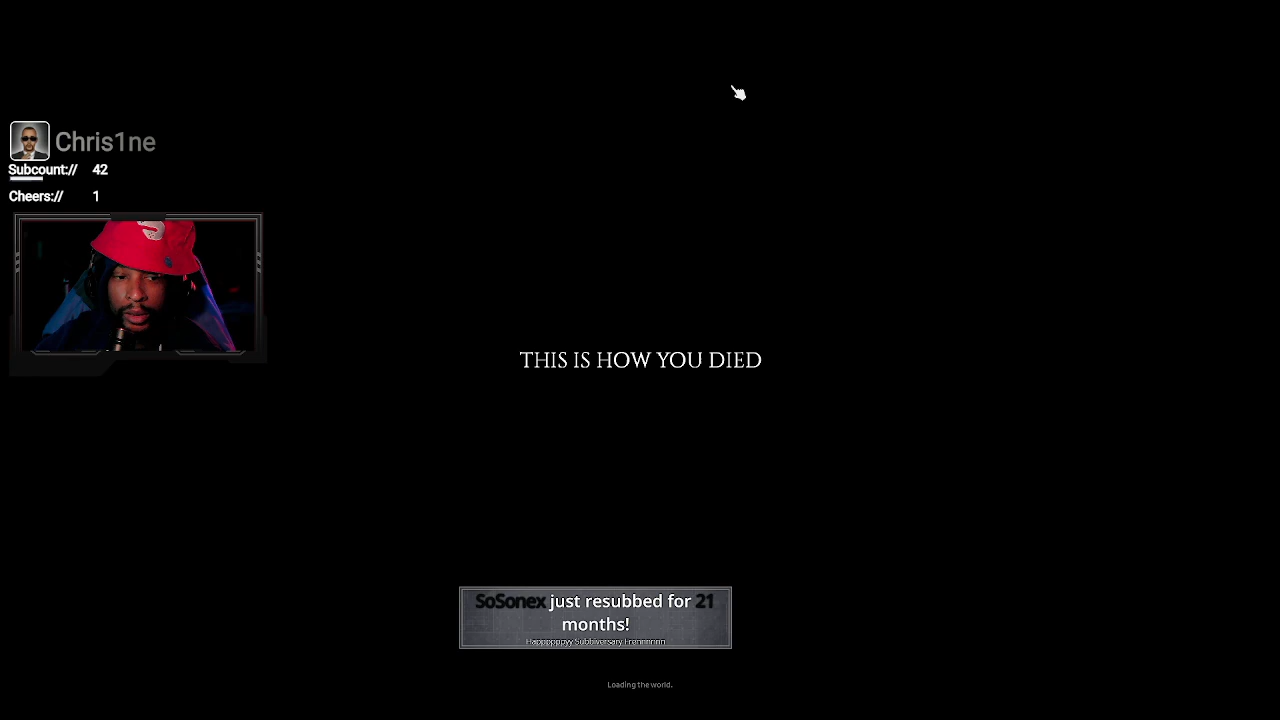 Chris1ne
Subcount:// 42
Cheers:// 1
THIS IS HOW YOU DIED
SoSonex just resubbed for 21
months!
Loading the world.